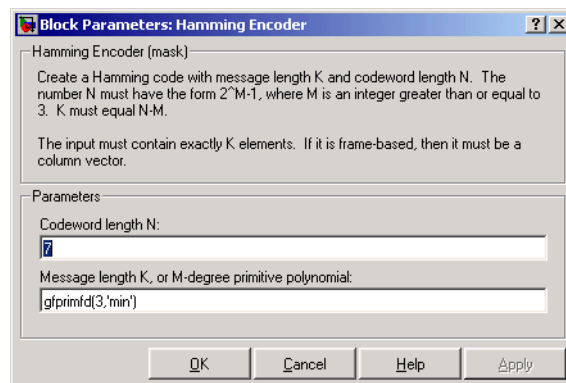 Block Parameters: Hamming Encoder
Hamming Encoder (mask)
Create a Hamming code with message length K and codeword length N. The
number N must have the form 2^M-1, where M is an integer greater than or equal to
3. K must equal N-M.
The input must contain exactly K elements. If it is frame-based, then it must be a
column vector.
Parameters
Codeword length N:
7
Message length K, or M-degree primitive polynomial:
gfprimfd(3,'min')
OK Cancel Help Apply